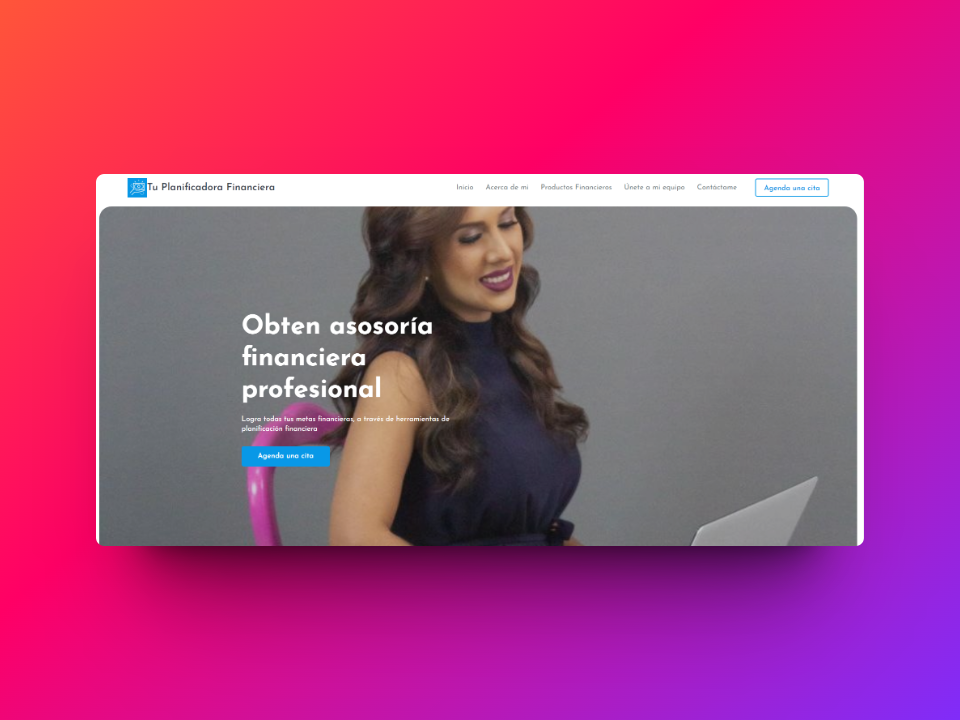 Tu Planificadora Financiera
Inicio Acerca de mi Productos Financieros Únete a mi equipo Contáctame Agenda una cita
Obten asosoría
financiera
profesional
Logra todas tus metas financieras, a través de herramientas de
planificación financiera
Agenda una cita